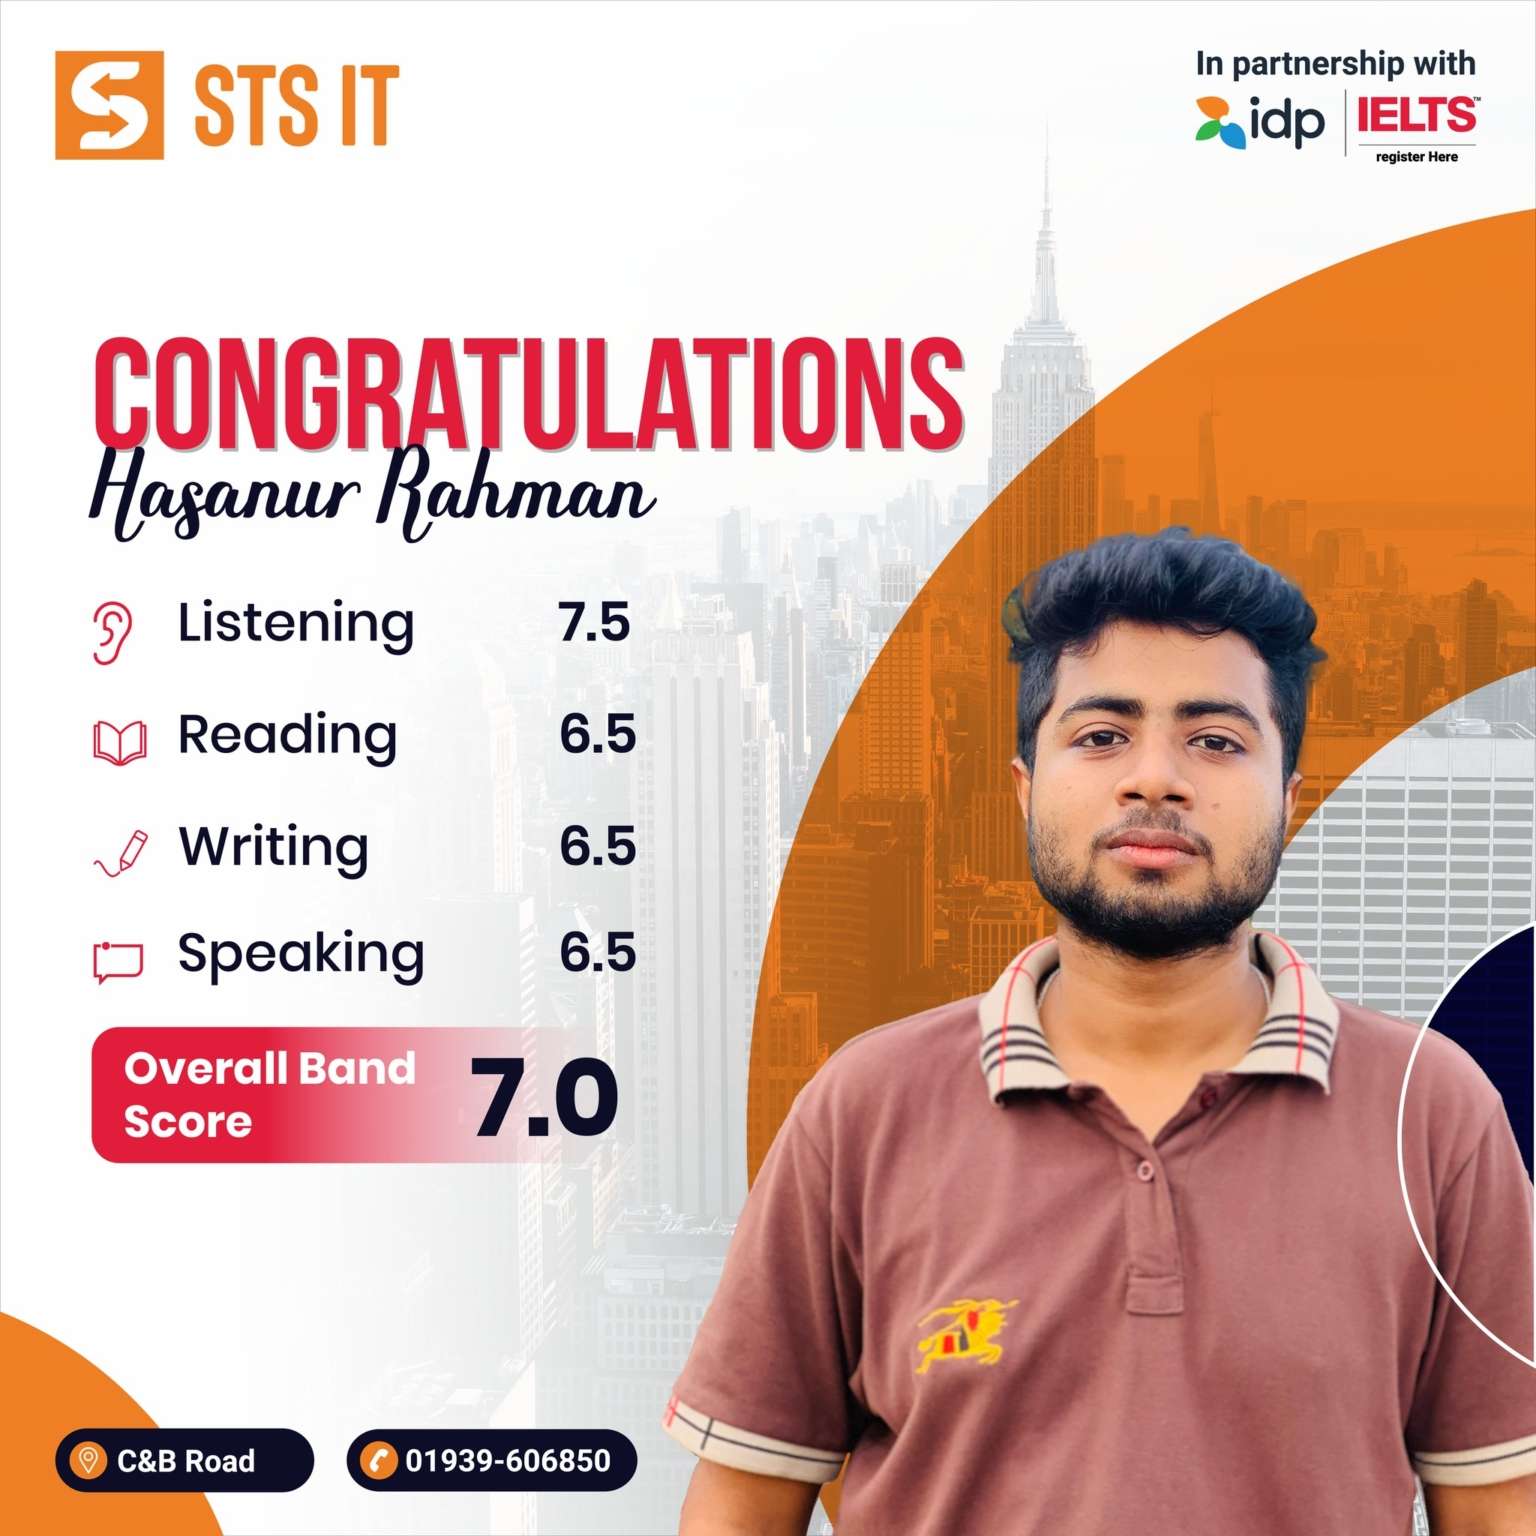 STS IT
In partnership with
idp
IELTS™
register Here
CONGRATULATIONS
Hasanur Rahman
Listening 7.5
Reading 6.5
Writing 6.5
Speaking 6.5
Overall Band
Score
7.0
C&B Road
01939-606850